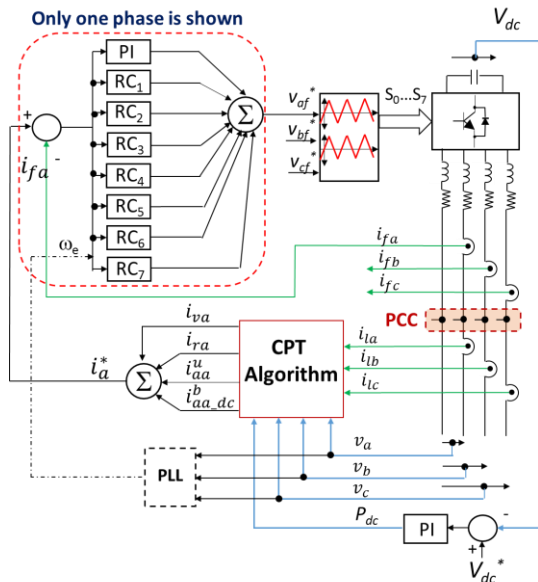 Only one phase is shown
V_dc
PI
RC_1
RC_2
RC_3
RC_4
RC_5
RC_6
RC_7
+
-
i_fa
ω_e
Σ
v_af*
v_bf*
v_cf*
S_0...S_7
i_fa
i_fb
i_fc
PCC
i_va
i_ra
i_aa^u
i_aa_dc^b
i_a*
Σ
CPT
Algorithm
i_la
i_lb
i_lc
v_a
v_b
v_c
PLL
P_dc
PI
-
+
V_dc*